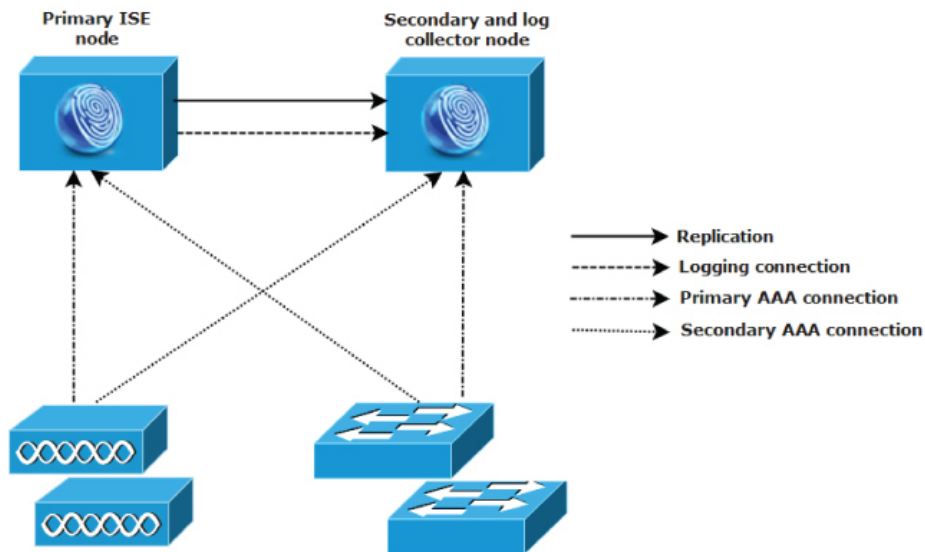 Primary ISE
node
Secondary and log
collector node
Replication
Logging connection
Primary AAA connection
Secondary AAA connection